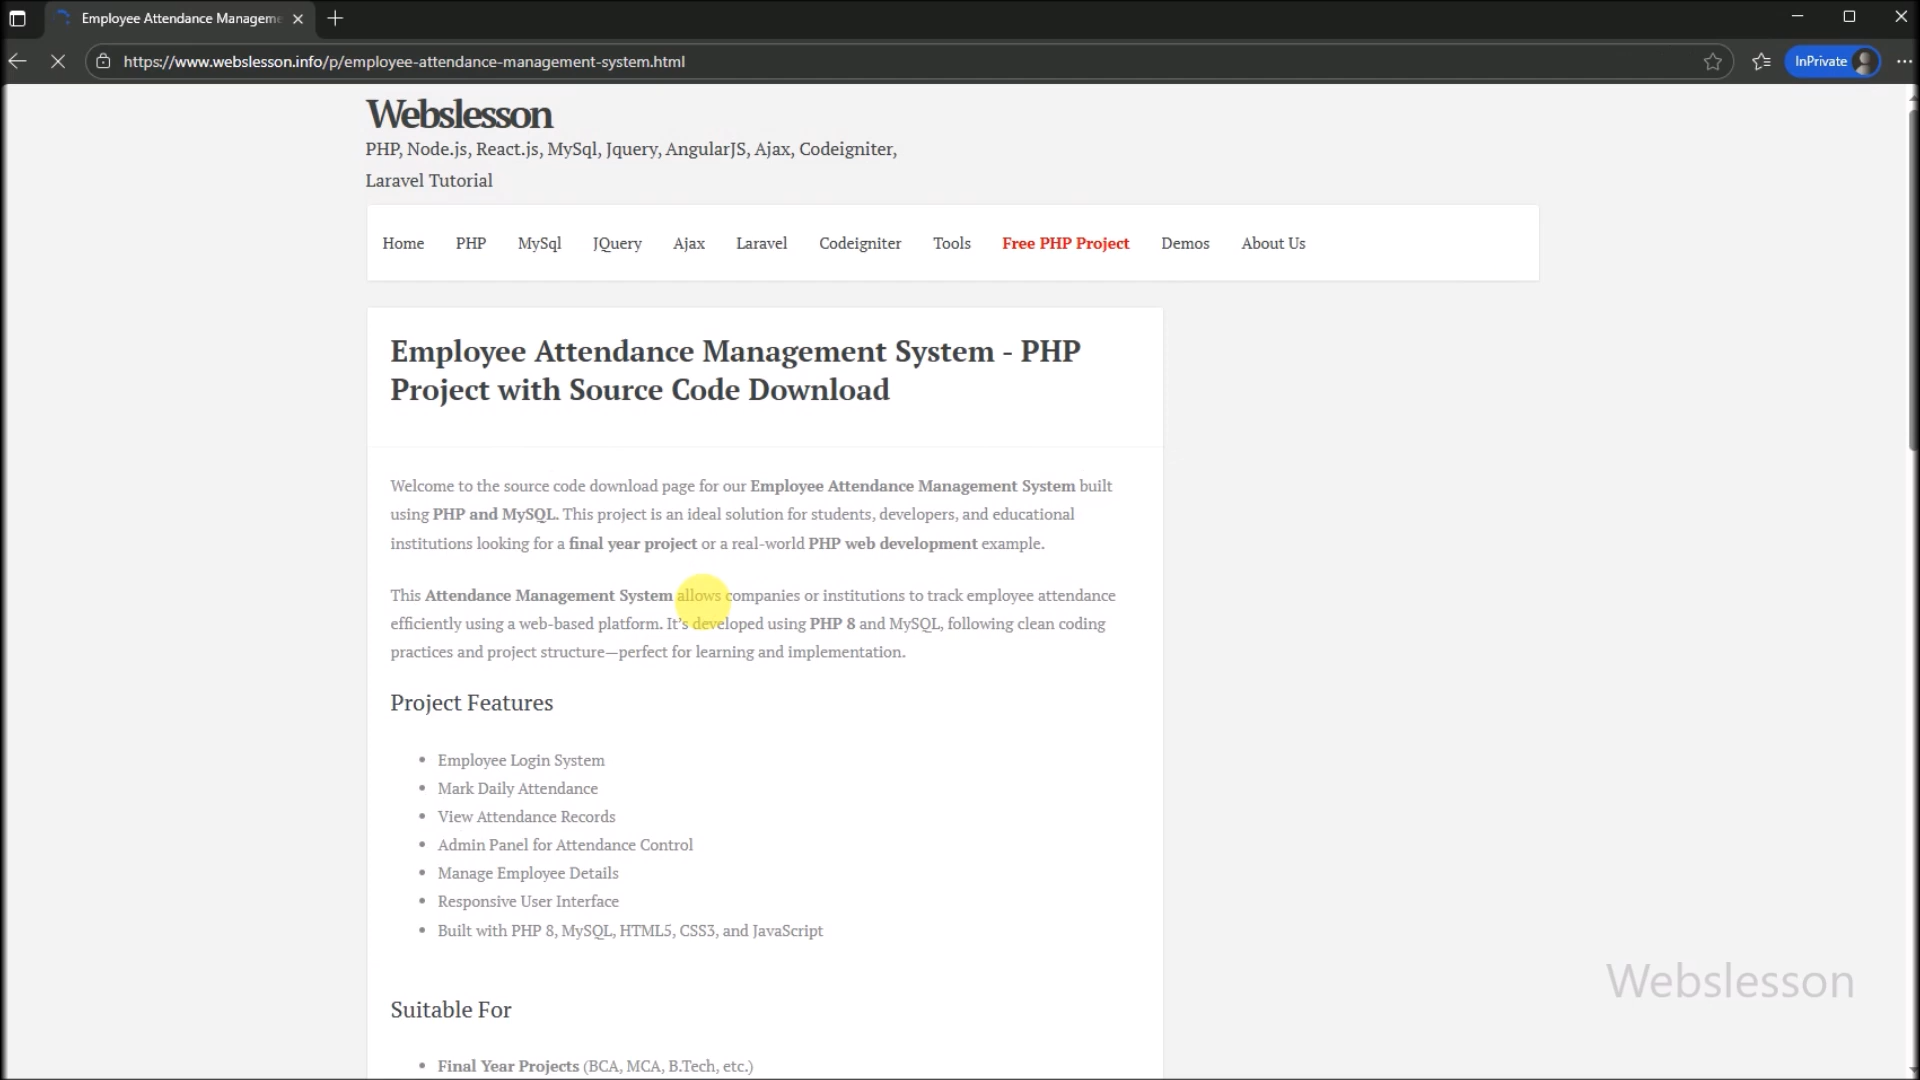 Employee Attendance Manageme
https://www.webslesson.info/p/employee-attendance-management-system.html
InPrivate
Webslesson
PHP, Node.js, React.js, MySql, Jquery, AngularJS, Ajax, Codeigniter,
Laravel Tutorial
Home PHP MySql JQuery Ajax Laravel Codeigniter Tools Free PHP Project Demos About Us
Employee Attendance Management System - PHP
Project with Source Code Download
Welcome to the source code download page for our Employee Attendance Management System built
using PHP and MySQL. This project is an ideal solution for students, developers, and educational
institutions looking for a final year project or a real-world PHP web development example.
This Attendance Management System allows companies or institutions to track employee attendance
efficiently using a web-based platform. It's developed using PHP 8 and MySQL, following clean coding
practices and project structure—perfect for learning and implementation.
Project Features
• Employee Login System
• Mark Daily Attendance
• View Attendance Records
• Admin Panel for Attendance Control
• Manage Employee Details
• Responsive User Interface
• Built with PHP 8, MySQL, HTML5, CSS3, and JavaScript
Suitable For
• Final Year Projects (BCA, MCA, B.Tech, etc.)
Webslesson